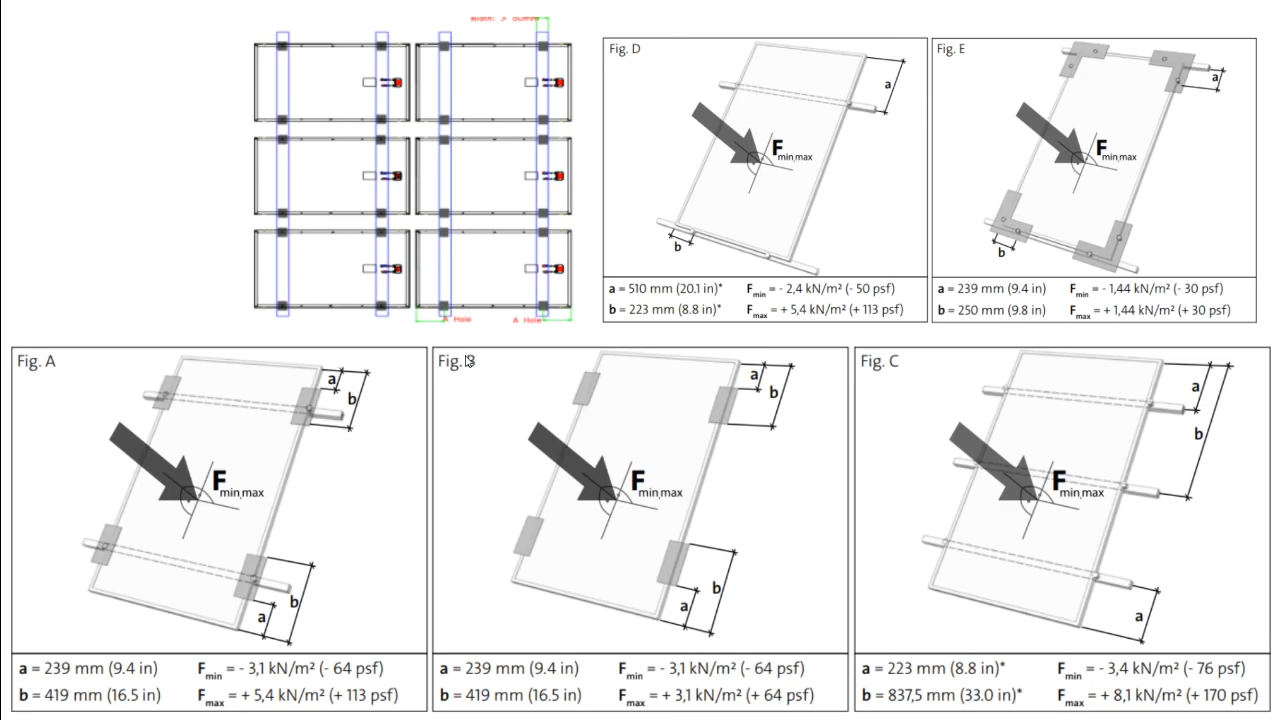 A Hole
A Hole
Fig. D
a
F min,max
b
a = 510 mm (20.1 in)* F min = - 2,4 kN/m² (- 50 psf)
b = 223 mm (8.8 in)* F max = + 5,4 kN/m² (+ 113 psf)
Fig. E
a
F min,max
b
a = 239 mm (9.4 in) F min = - 1,44 kN/m² (- 30 psf)
b = 250 mm (9.8 in) F max = + 1,44 kN/m² (+ 30 psf)
Fig. A
a
b
F min,max
b
a
a = 239 mm (9.4 in) F min = - 3,1 kN/m² (- 64 psf)
b = 419 mm (16.5 in) F max = + 5,4 kN/m² (+ 113 psf)
Fig. B
a
b
F min,max
b
a
a = 239 mm (9.4 in) F min = - 3,1 kN/m² (- 64 psf)
b = 419 mm (16.5 in) F max = + 3,1 kN/m² (+ 64 psf)
Fig. C
a
b
F min,max
a
a = 223 mm (8.8 in)* F min = - 3,4 kN/m² (- 76 psf)
b = 837,5 mm (33.0 in)* F max = + 8,1 kN/m² (+ 170 psf)